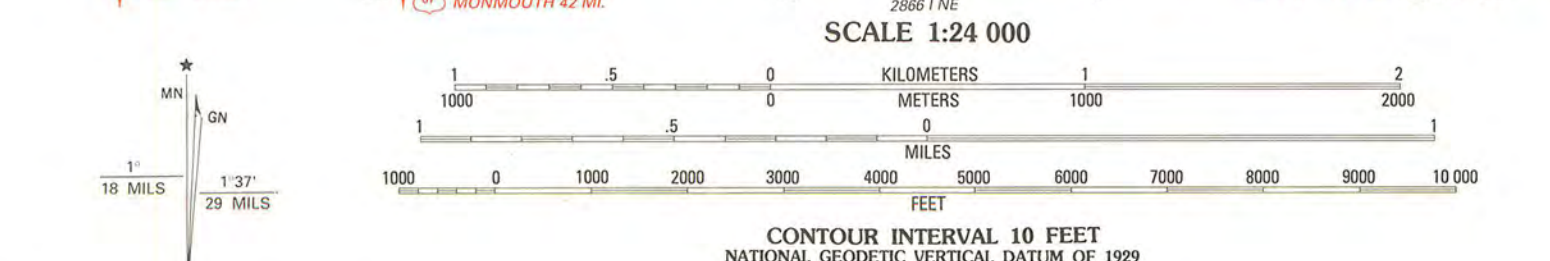 67 MONMOUTH 42 MI.
2866 I NE
SCALE 1:24 000
1 .5 0 KILOMETERS 1 2
1000 0 METERS 1000 2000
1 .5 0 1
MILES
1000 0 1000 2000 3000 4000 5000 6000 7000 8000 9000 10 000
FEET
CONTOUR INTERVAL 10 FEET
NATIONAL GEODETIC VERTICAL DATUM OF 1929
MN
GN
1°
18 MILS
1°37'
29 MILS